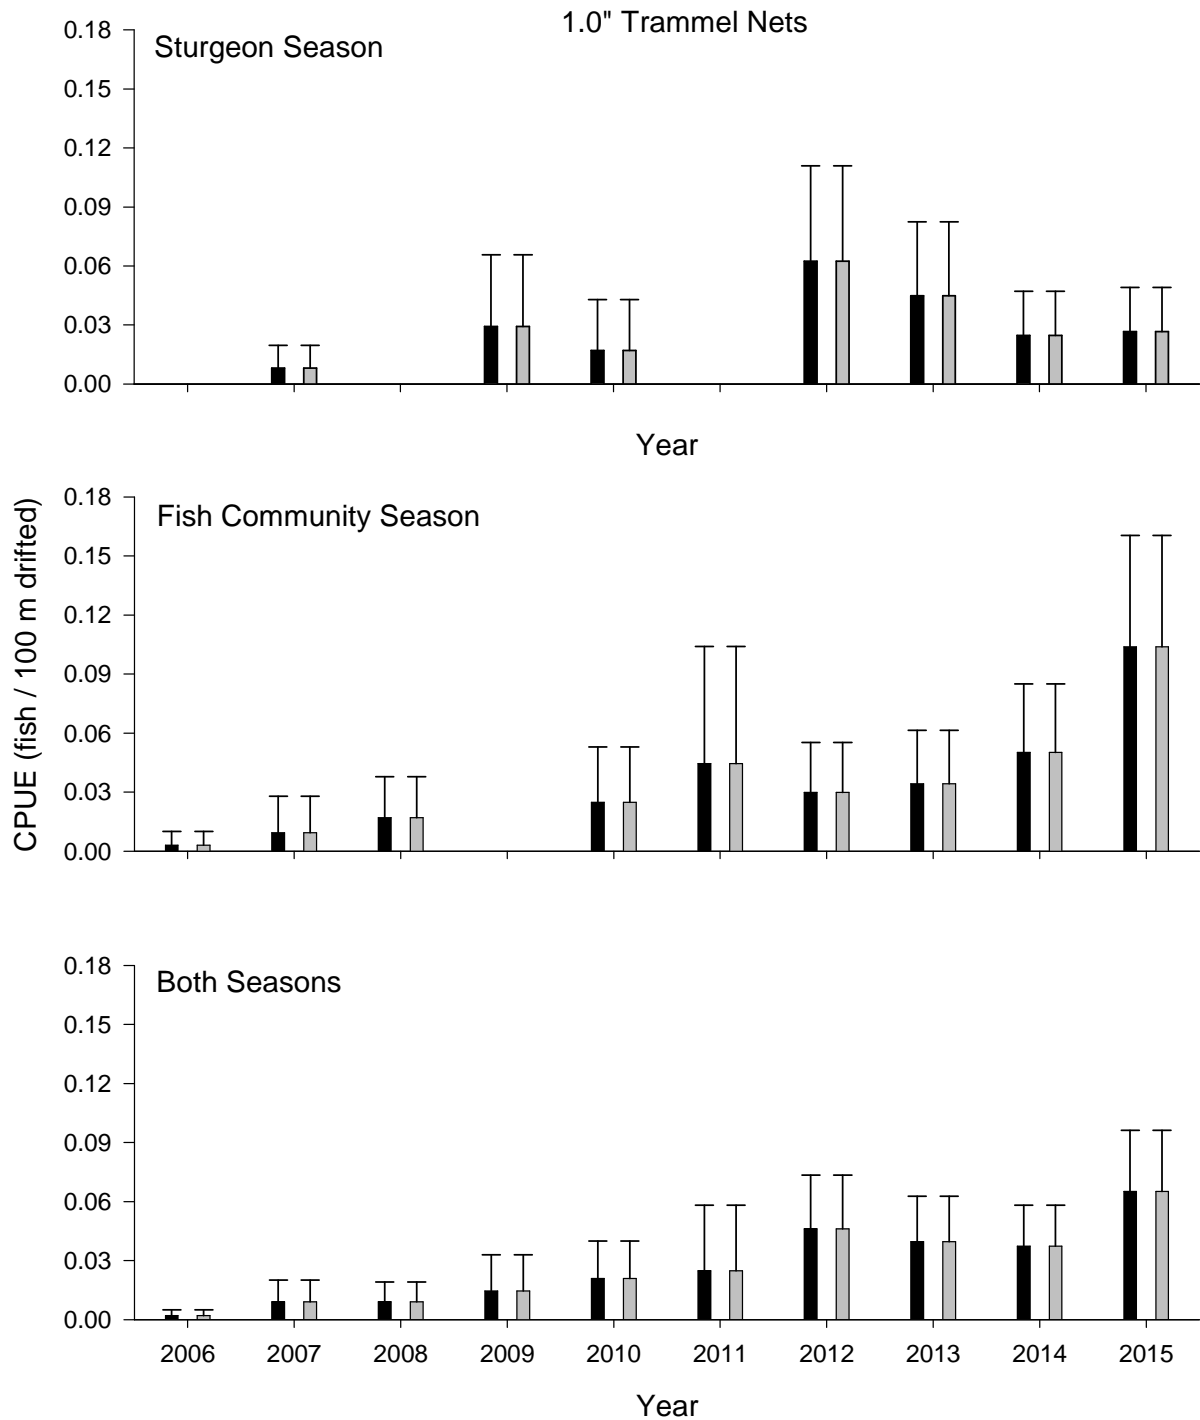 1.0" Trammel Nets
Sturgeon Season
0.18
0.15
0.12
0.09
0.06
0.03
0.00
Year
CPUE (fish / 100 m drifted)
Fish Community Season
0.18
0.15
0.12
0.09
0.06
0.03
0.00
Both Seasons
0.18
0.15
0.12
0.09
0.06
0.03
0.00
2006 2007 2008 2009 2010 2011 2012 2013 2014 2015
Year